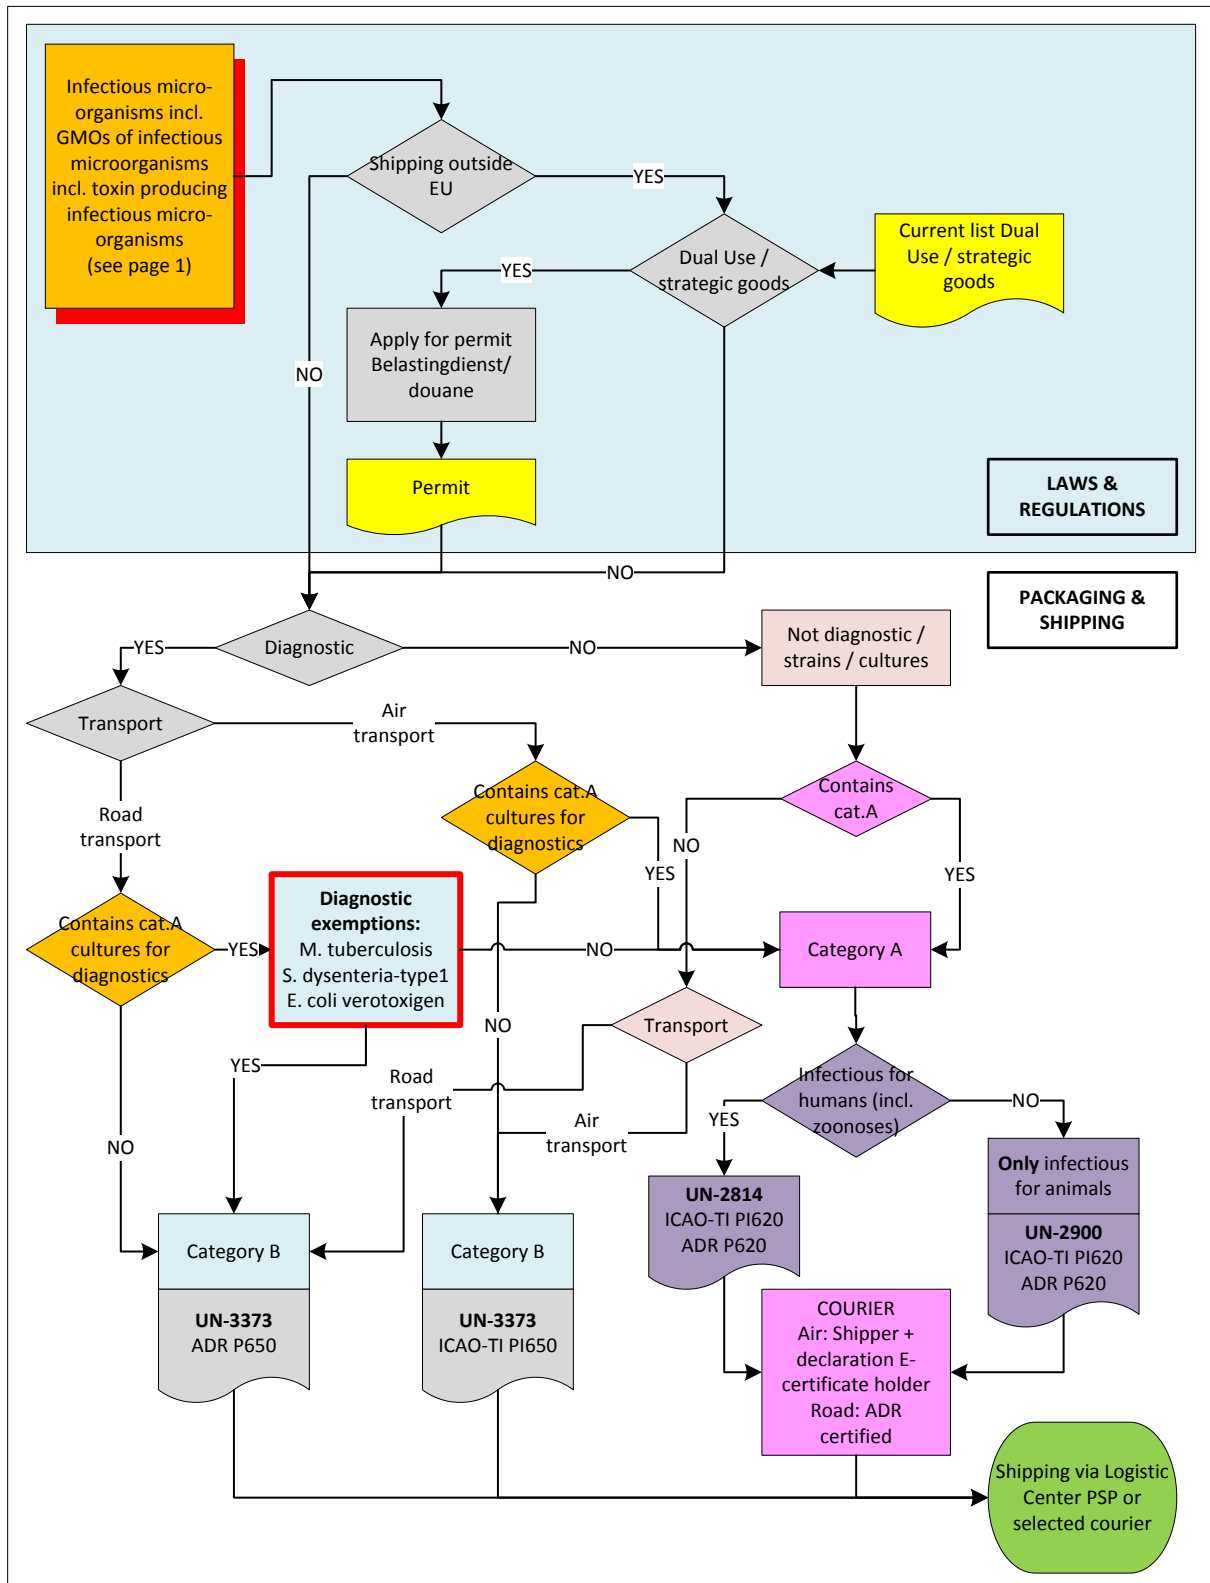 Infectious micro-
organisms incl.
GMOs of infectious
microorganisms
incl. toxin producing
infectious micro-
organisms
(see page 1)
Shipping outside
EU
YES
Current list Dual
Use / strategic
goods
Dual Use /
strategic goods
YES
Apply for permit
Belastingdienst/
douane
NO
Permit
LAWS &
REGULATIONS
NO
PACKAGING &
SHIPPING
Diagnostic
YES
NO
Not diagnostic /
strains / cultures
Transport
Air
transport
Contains cat.A
cultures for
diagnostics
Contains
cat.A
Road
transport
NO
YES
YES
Contains cat.A
cultures for
diagnostics
YES
Diagnostic
exemptions:
M. tuberculosis
S. dysenteria-type1
E. coli verotoxigen
NO
Category A
NO
Transport
YES
Road
transport
Air
transport
Infectious for
humans (incl.
zoonoses)
YES
NO
NO
Only infectious
for animals
UN-2814
ICAO-TI PI620
ADR P620
UN-2900
ICAO-TI PI620
ADR P620
Category B
Category B
UN-3373
ADR P650
UN-3373
ICAO-TI PI650
COURIER
Air: Shipper +
declaration E-
certificate holder
Road: ADR
certified
Shipping via Logistic
Center PSP or
selected courier